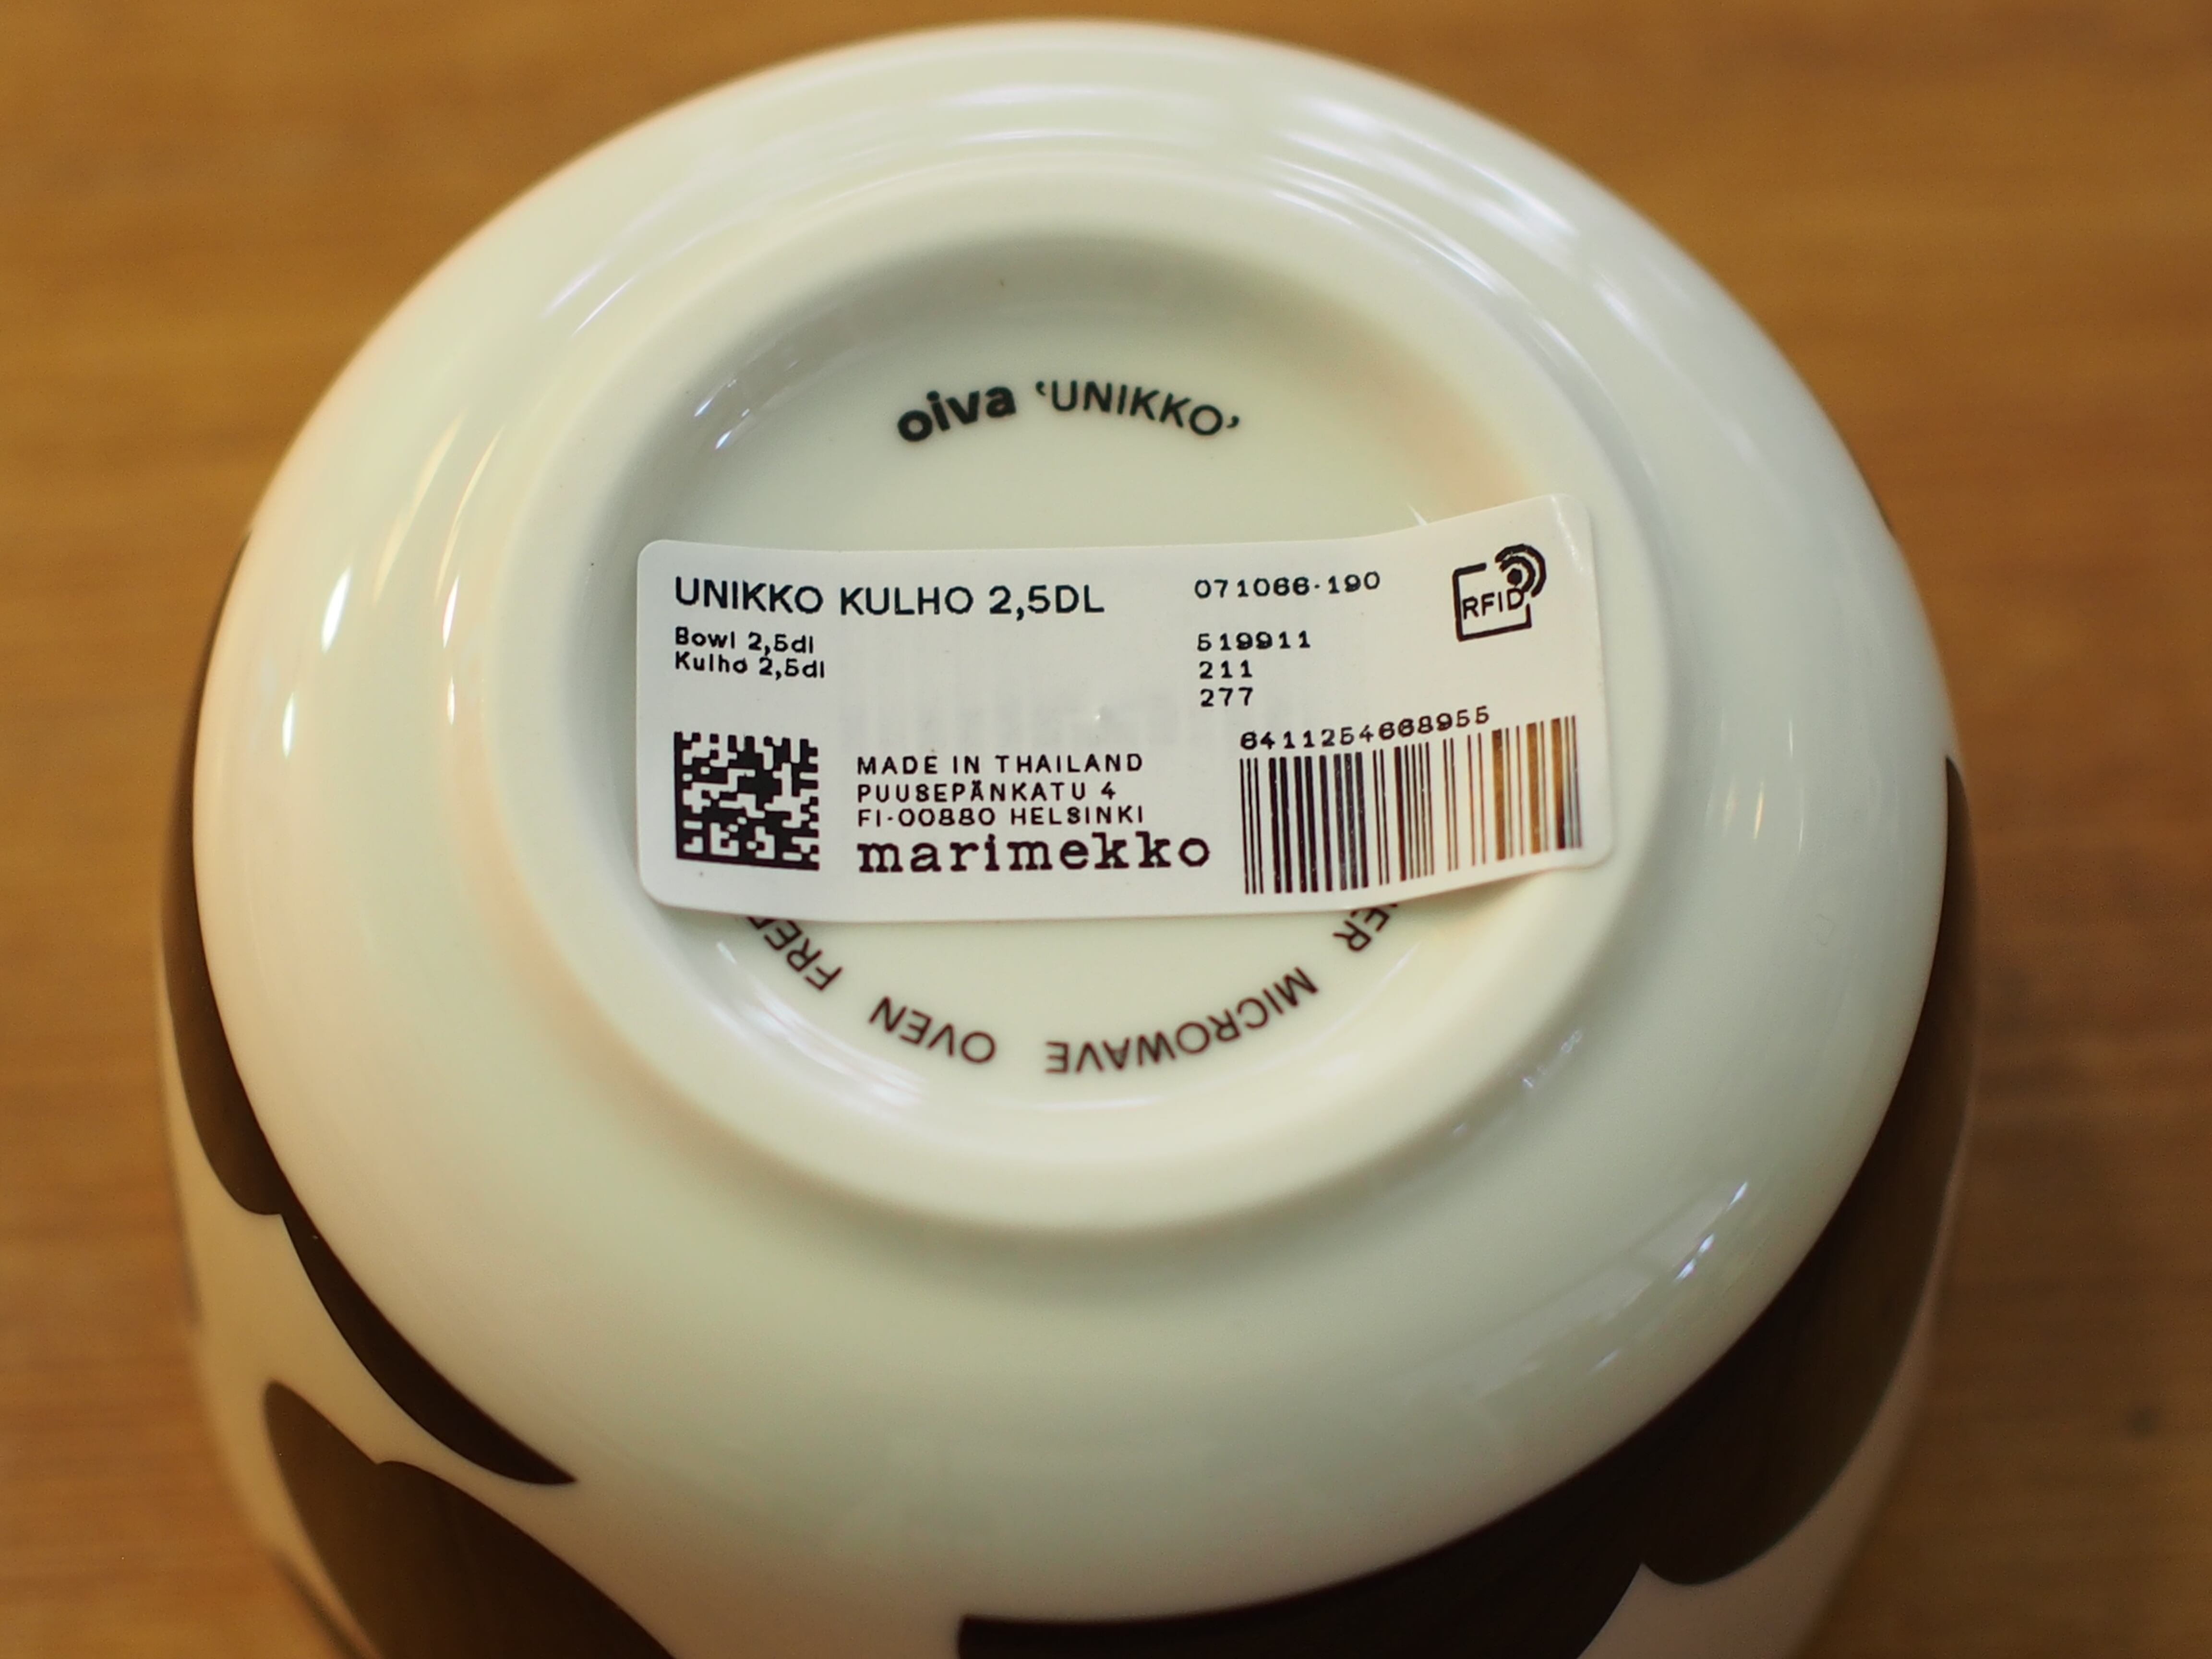 oiva ‘UNIKKO’
UNIKKO KULHO 2,5DL
Bowl 2,5dl
Kulho 2,5dl
071066-190
519911
211
277
RFID
6411254668955
MADE IN THAILAND
PUUSEPÄNKATU 4
FI-00880 HELSINKI
marimekko
MICROWAVE OVEN